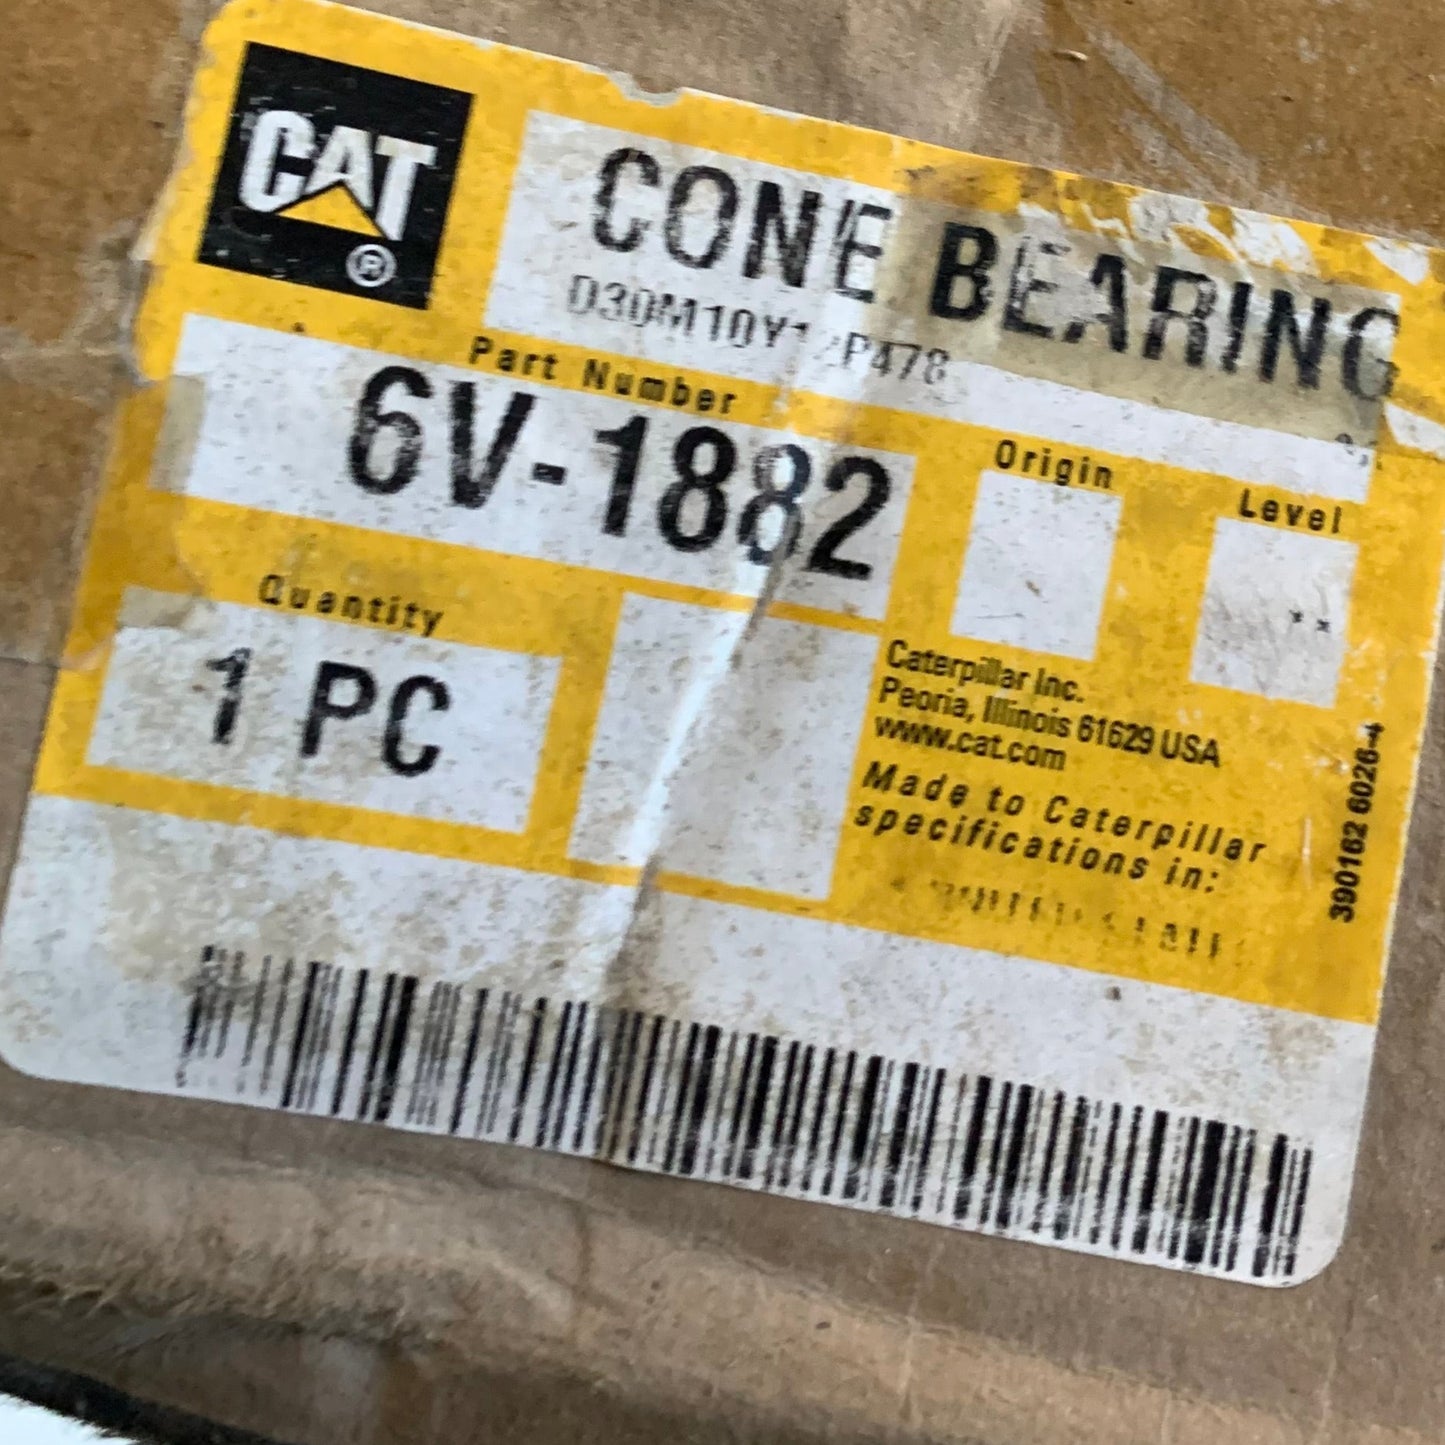 CAT
®
CONE BEARING
Part Number
6V-1882
Origin
Level
Quantity
1 PC
Caterpillar Inc.
Peoria, Illinois 61629 USA
www.cat.com
Made to Caterpillar
specifications in:
390162 6026-4